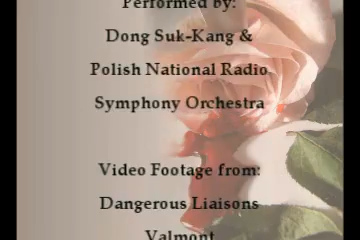 Performed by:
Dong Suk-Kang &
Polish National Radio
Symphony Orchestra
Video Footage from:
Dangerous Liaisons
Valmont